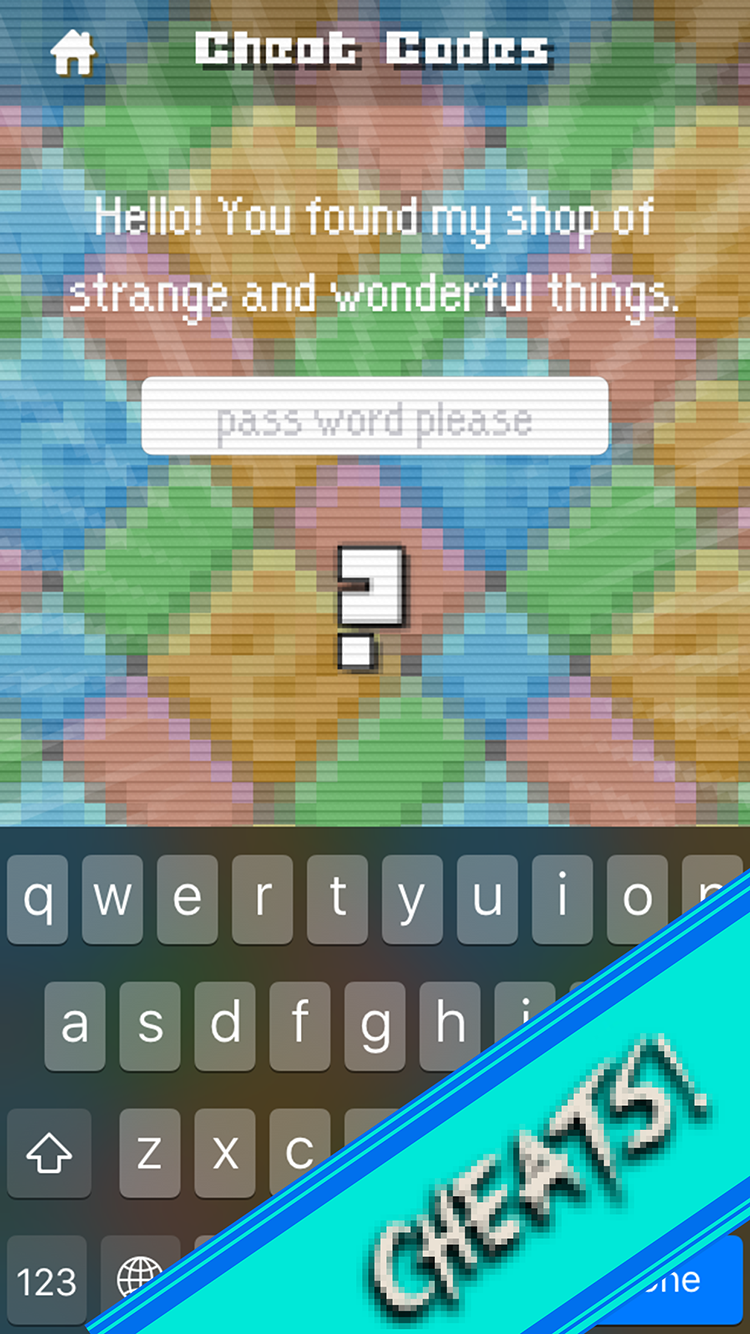 Cheat Codes
Hello! You found my shop of
strange and wonderful things.
pass word please
?
q w e r t y u i o
a s d f g h
z x c
123
CHEATS!